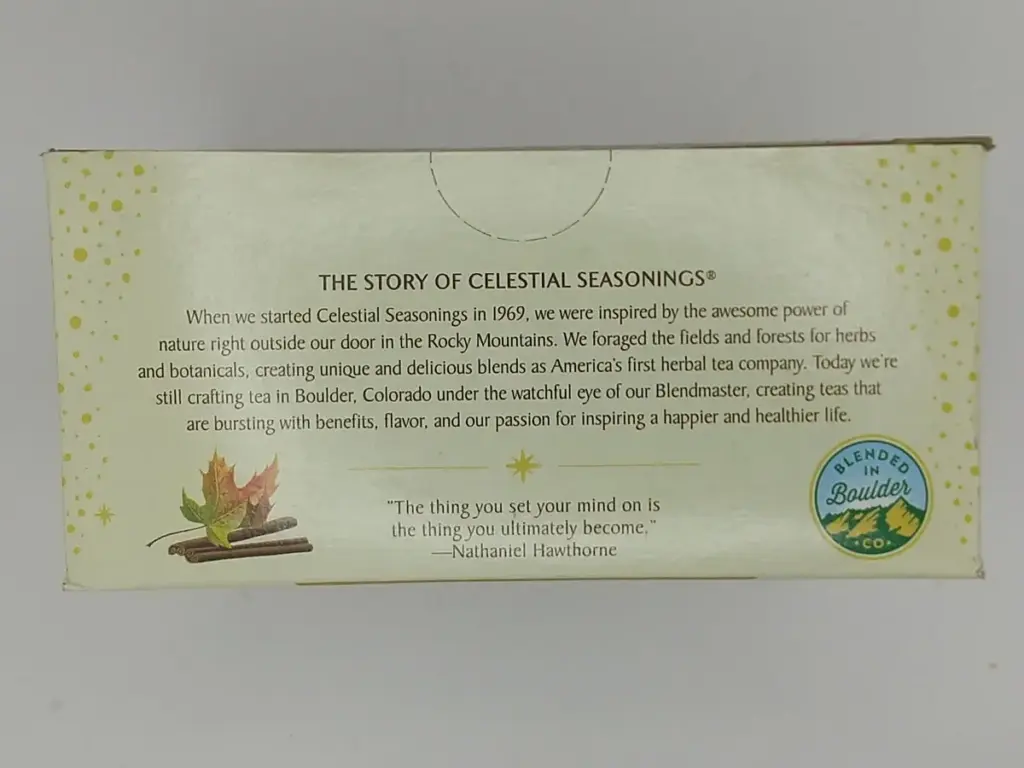 THE STORY OF CELESTIAL SEASONINGS®
When we started Celestial Seasonings in 1969, we were inspired by the awesome power of
nature right outside our door in the Rocky Mountains. We foraged the fields and forests for herbs
and botanicals, creating unique and delicious blends as America's first herbal tea company. Today we're
still crafting tea in Boulder, Colorado under the watchful eye of our Blendmaster, creating teas that
are bursting with benefits, flavor, and our passion for inspiring a happier and healthier life.
"The thing you set your mind on is
the thing you ultimately become."
—Nathaniel Hawthorne
BLENDED
IN
Boulder
·CO·